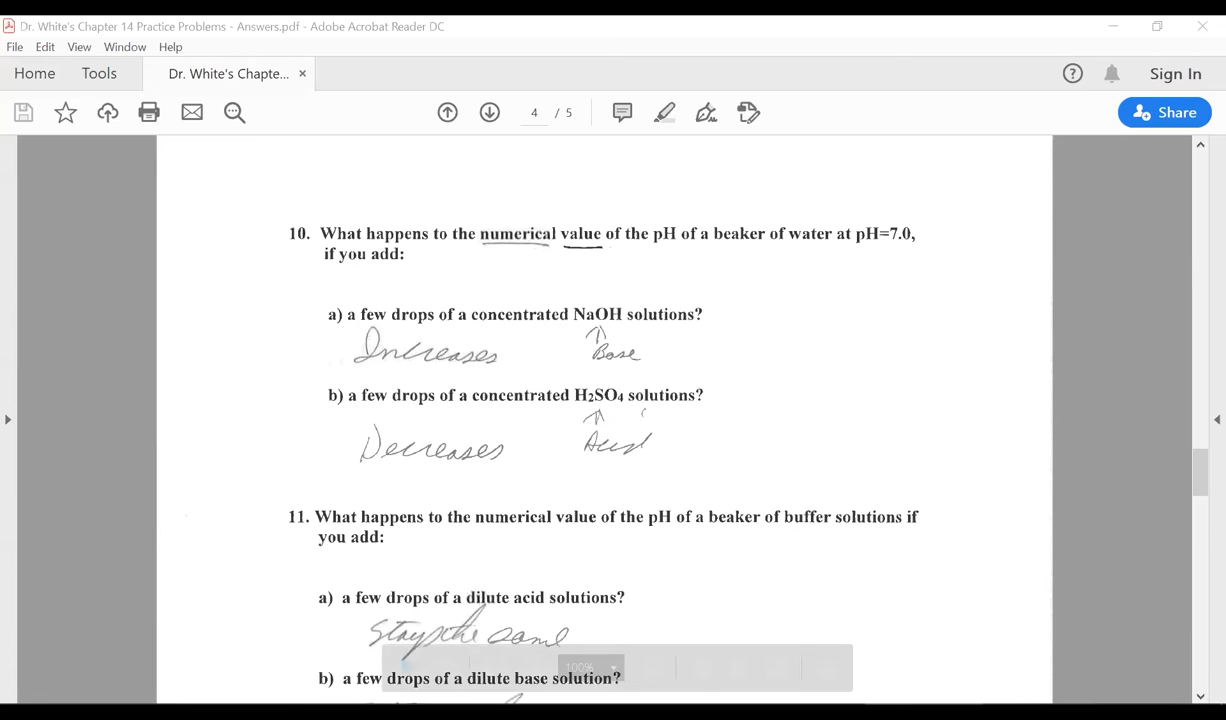 Dr. White's Chapter 14 Practice Problems - Answers.pdf - Adobe Acrobat Reader DC
File Edit View Window Help
Home Tools Dr. White's Chapte... × ? Sign In
4 / 5 Share
10. What happens to the numerical value of the pH of a beaker of water at pH=7.0,
if you add:
a) a few drops of a concentrated NaOH solutions?
Increases Base
b) a few drops of a concentrated H₂SO₄ solutions?
Decreases Acid
11. What happens to the numerical value of the pH of a beaker of buffer solutions if
you add:
a) a few drops of a dilute acid solutions?
Stays the same
100%
b) a few drops of a dilute base solution?